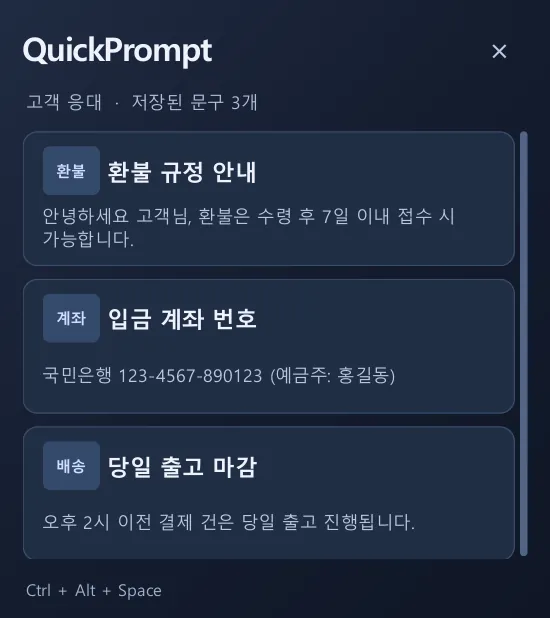 QuickPrompt
×
고객 응대 · 저장된 문구 3개
환불 환불 규정 안내
안녕하세요 고객님, 환불은 수령 후 7일 이내 접수 시
가능합니다.
계좌 입금 계좌 번호
국민은행 123-4567-890123 (예금주: 홍길동)
배송 당일 출고 마감
오후 2시 이전 결제 건은 당일 출고 진행됩니다.
Ctrl + Alt + Space